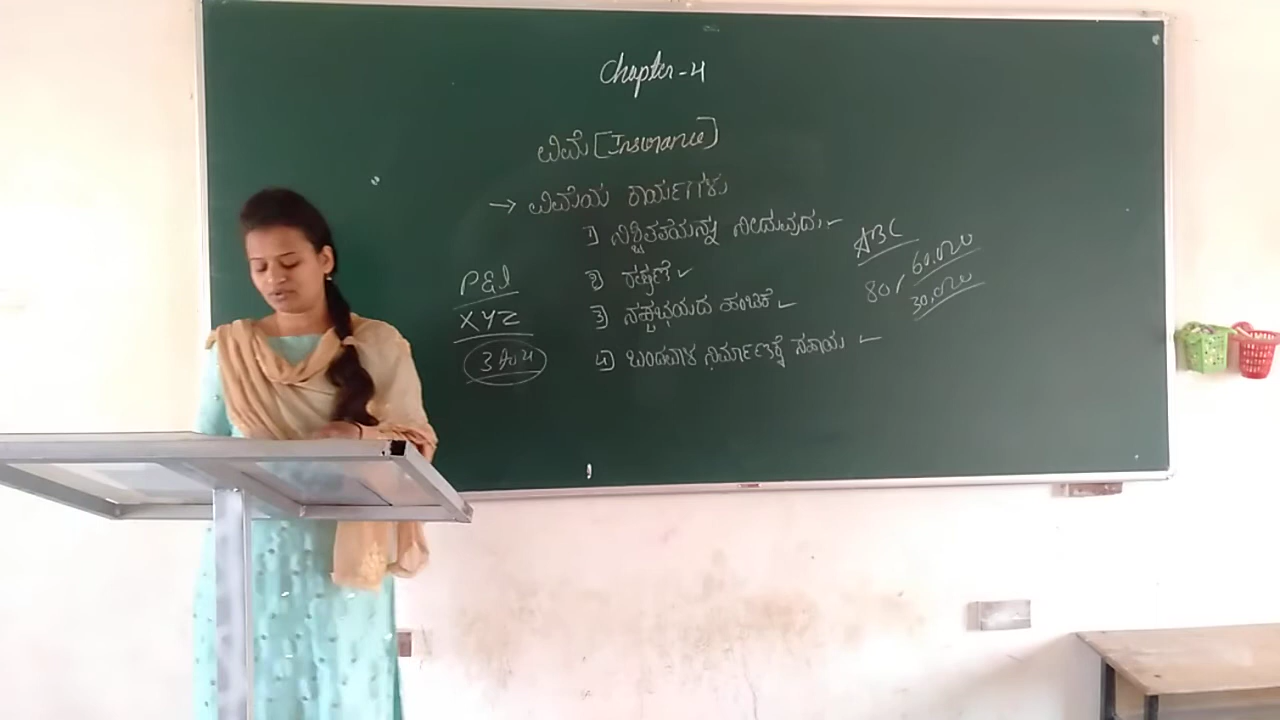 Chapter-4
ವಿಮೆ [Insurance]
→ ವಿಮೆಯ ಕಾರ್ಯಗಳು
1) ನಿಶ್ಚಿತತೆಯನ್ನು ನೀಡುವುದು
2) ರಕ್ಷಣೆ
3) ನಷ್ಟಭಯದ ಹಂಚಿಕೆ
4) ಬಂಡವಾಳ ನಿರ್ಮಾಣಕ್ಕೆ ಸಹಾಯ
P&I
XYZ
ABC
60,000
80
30,000